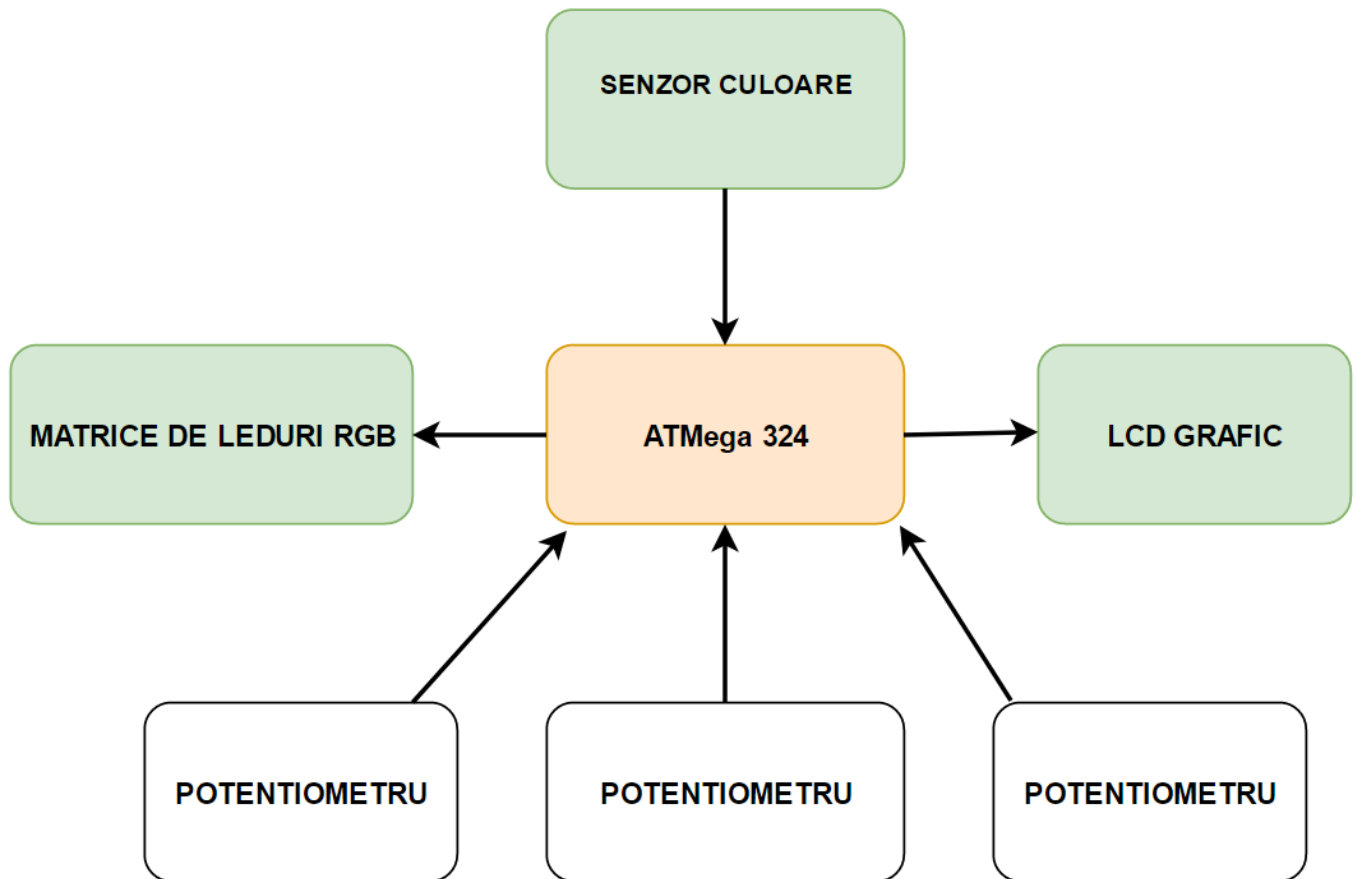 SENZOR CULOARE
MATRICE DE LEDURI RGB
ATMega 324
LCD GRAFIC
POTENTIOMETRU
POTENTIOMETRU
POTENTIOMETRU